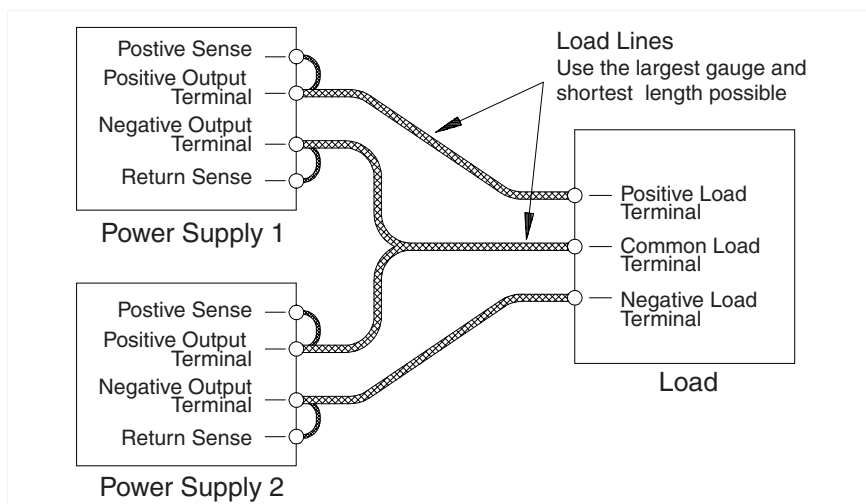 Postive Sense
Positive Output
Terminal
Negative Output
Terminal
Return Sense
Power Supply 1
Load Lines
Use the largest gauge and
shortest length possible
Positive Load
Terminal
Common Load
Terminal
Negative Load
Terminal
Load
Postive Sense
Positive Output
Terminal
Negative Output
Terminal
Return Sense
Power Supply 2